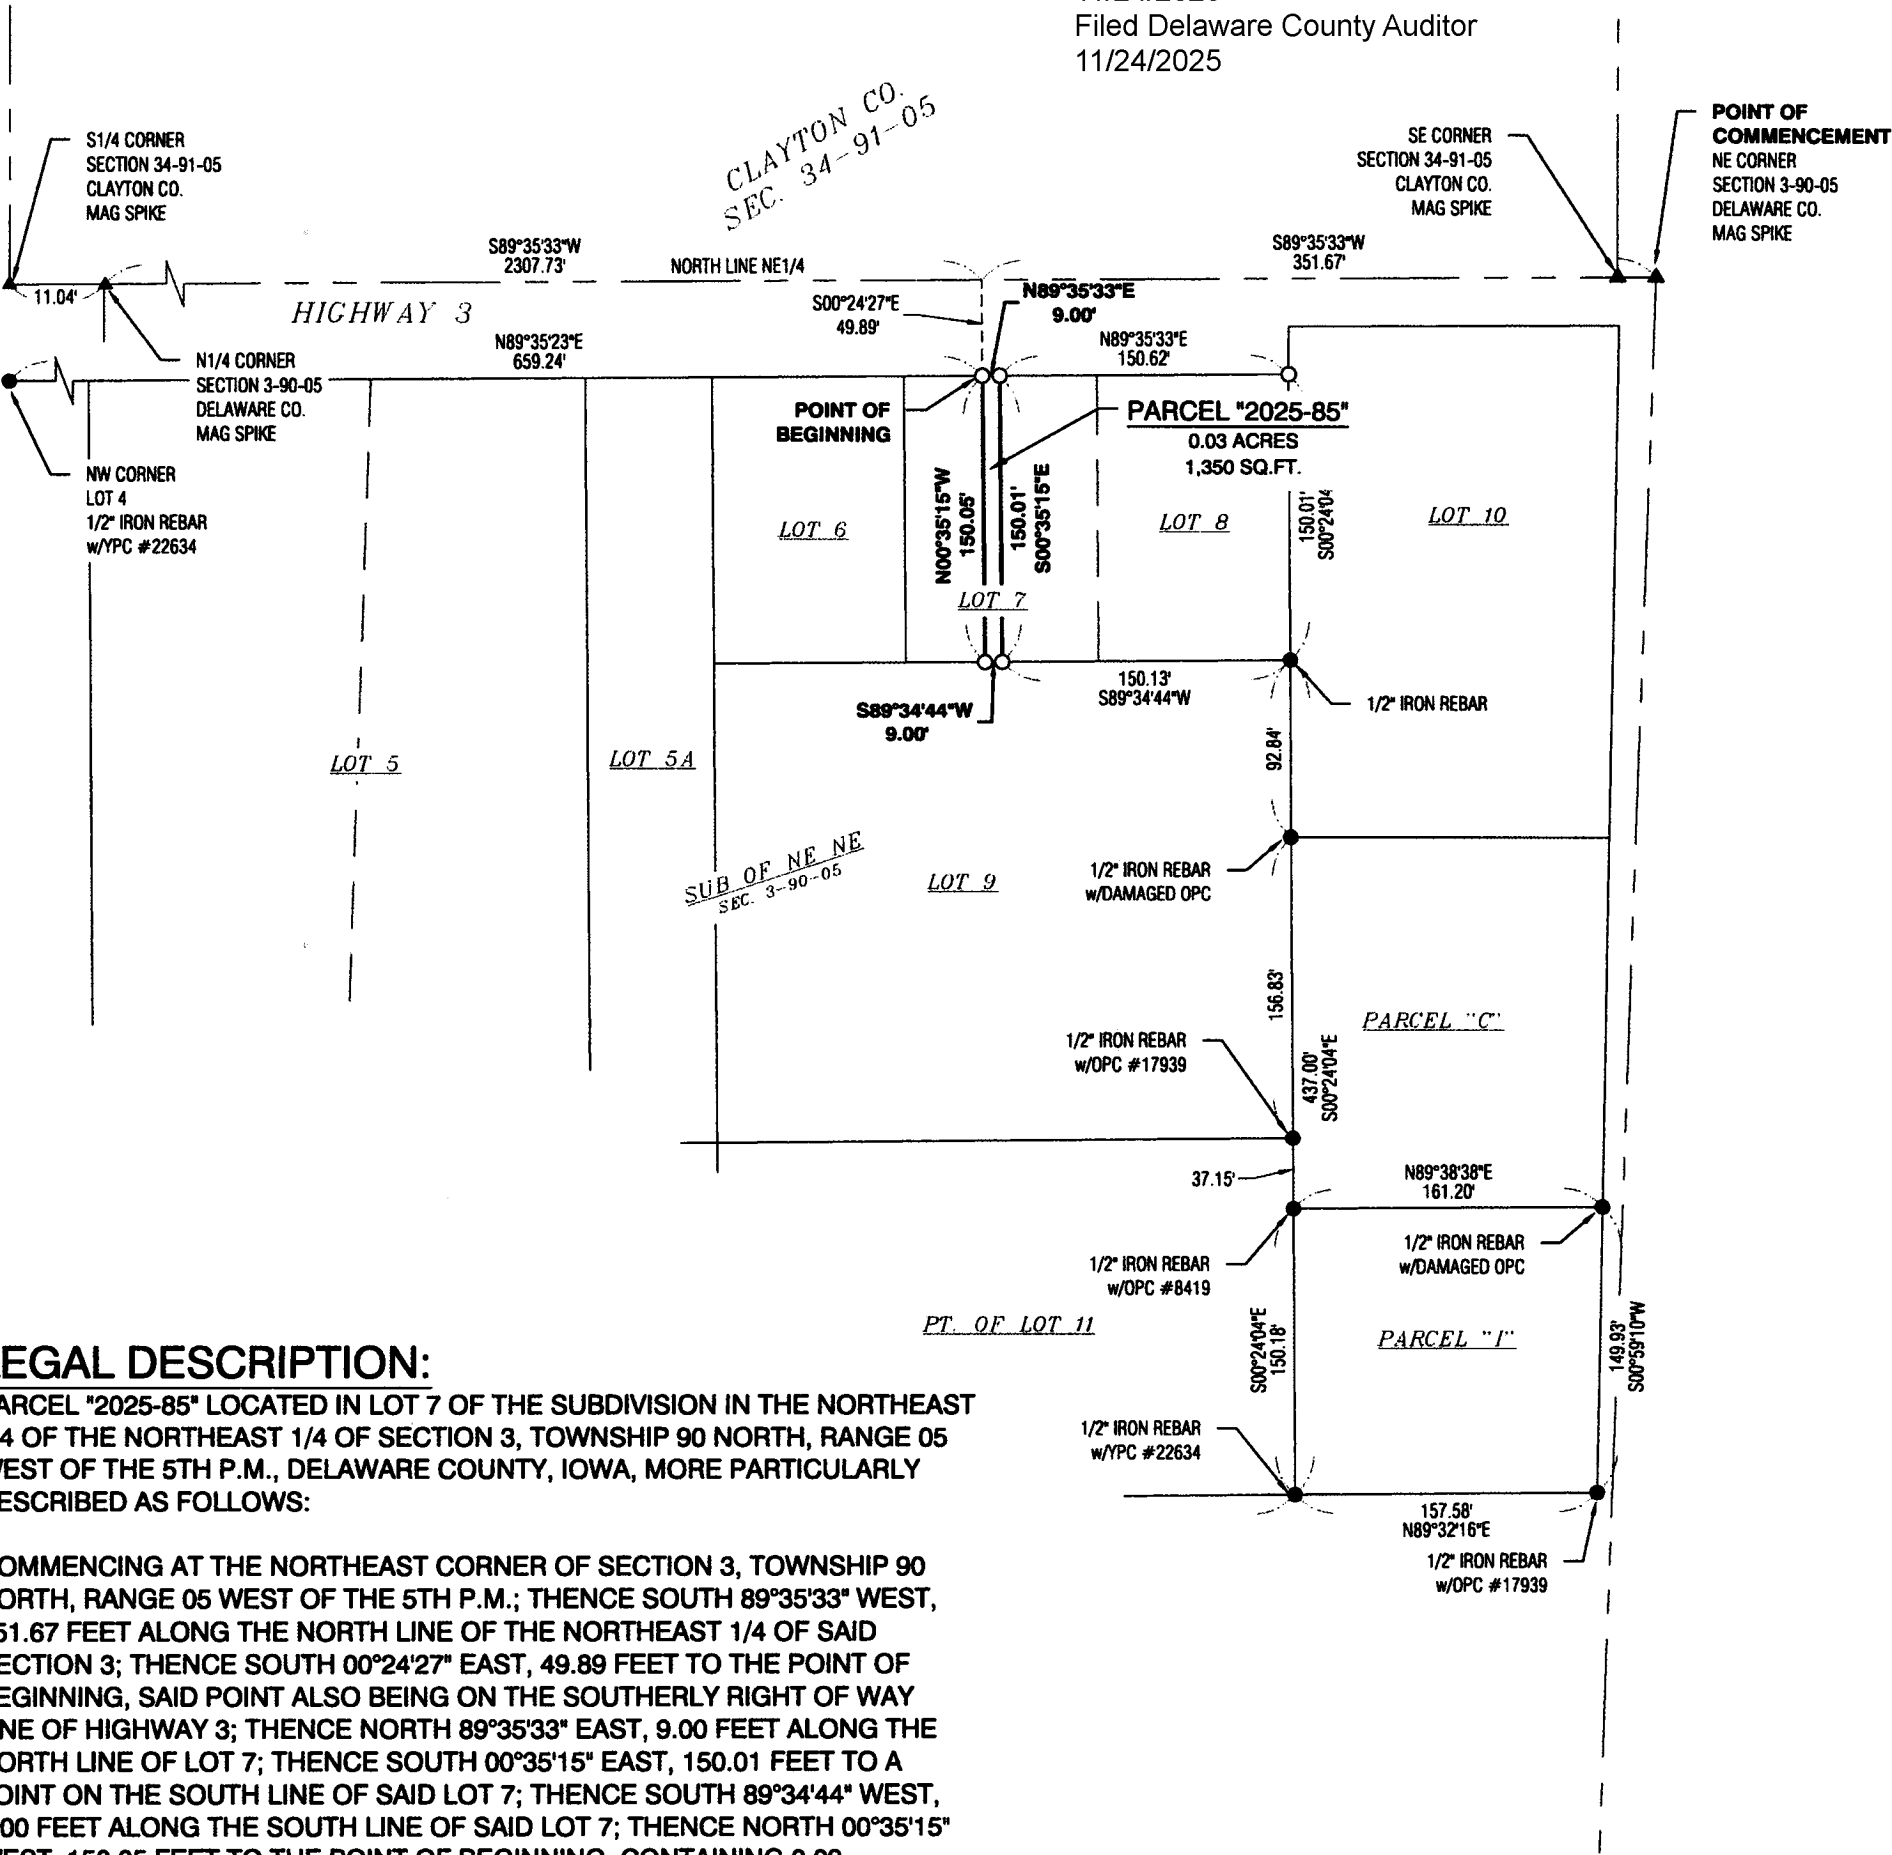 Filed Delaware County Auditor
11/24/2025
CLAYTON CO.
SEC. 34-91-05
S1/4 CORNER
SECTION 34-91-05
CLAYTON CO.
MAG SPIKE
SE CORNER
SECTION 34-91-05
CLAYTON CO.
MAG SPIKE
POINT OF
COMMENCEMENT
NE CORNER
SECTION 3-90-05
DELAWARE CO.
MAG SPIKE
S89°35'33"W
2307.73'
NORTH LINE NE1/4
S89°35'33"W
351.67'
11.04'
HIGHWAY 3
S00°24'27"E
49.89'
N89°35'33"E
9.00'
N89°35'23"E
659.24'
N89°35'33"E
150.62'
N1/4 CORNER
SECTION 3-90-05
DELAWARE CO.
MAG SPIKE
POINT OF
BEGINNING
PARCEL "2025-85"
0.03 ACRES
1,350 SQ.FT.
NW CORNER
LOT 4
1/2" IRON REBAR
w/YPC #22634
N00°35'15"W
150.05'
150.01'
S00°35'15"E
150.01'
S00°24'04
LOT 6
LOT 7
LOT 8
LOT 10
150.13'
S89°34'44"W
1/2" IRON REBAR
S89°34'44"W
9.00'
92.84'
LOT 5
LOT 5A
SUB OF NE NE
SEC. 3-90-05
LOT 9
1/2" IRON REBAR
w/DAMAGED OPC
156.83'
PARCEL "C"
1/2" IRON REBAR
w/OPC #17939
437.00'
S00°24'04"E
37.15'
N89°38'38"E
161.20'
1/2" IRON REBAR
w/DAMAGED OPC
1/2" IRON REBAR
w/OPC #8419
PT. OF LOT 11
S00°24'04"E
150.18'
PARCEL "I"
149.93'
S00°59'10"W
1/2" IRON REBAR
w/YPC #22634
157.58'
N89°32'16"E
1/2" IRON REBAR
w/OPC #17939
EGAL DESCRIPTION:
ARCEL "2025-85" LOCATED IN LOT 7 OF THE SUBDIVISION IN THE NORTHEAST
4 OF THE NORTHEAST 1/4 OF SECTION 3, TOWNSHIP 90 NORTH, RANGE 05
EST OF THE 5TH P.M., DELAWARE COUNTY, IOWA, MORE PARTICULARLY
ESCRIBED AS FOLLOWS:
OMMENCING AT THE NORTHEAST CORNER OF SECTION 3, TOWNSHIP 90
ORTH, RANGE 05 WEST OF THE 5TH P.M.; THENCE SOUTH 89°35'33" WEST,
51.67 FEET ALONG THE NORTH LINE OF THE NORTHEAST 1/4 OF SAID
ECTION 3; THENCE SOUTH 00°24'27" EAST, 49.89 FEET TO THE POINT OF
EGINNING, SAID POINT ALSO BEING ON THE SOUTHERLY RIGHT OF WAY
NE OF HIGHWAY 3; THENCE NORTH 89°35'33" EAST, 9.00 FEET ALONG THE
ORTH LINE OF LOT 7; THENCE SOUTH 00°35'15" EAST, 150.01 FEET TO A
OINT ON THE SOUTH LINE OF SAID LOT 7; THENCE SOUTH 89°34'44" WEST,
00 FEET ALONG THE SOUTH LINE OF SAID LOT 7; THENCE NORTH 00°35'15"